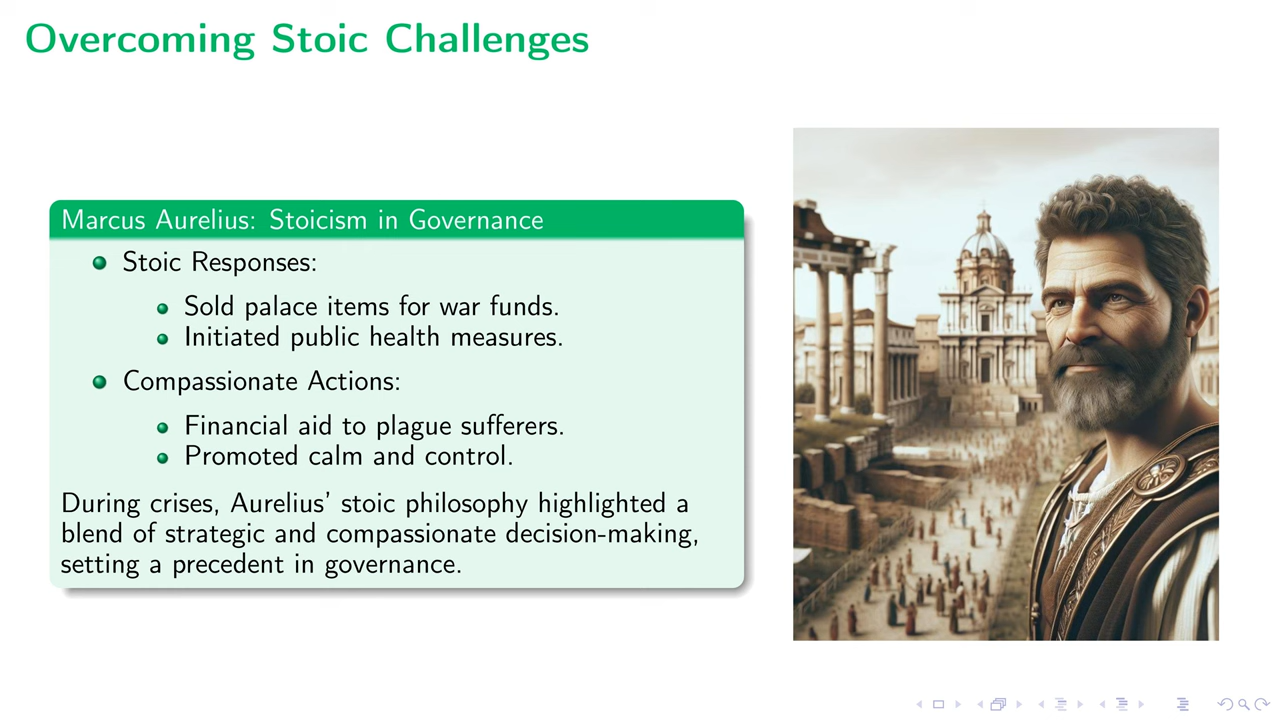 Overcoming Stoic Challenges
Marcus Aurelius: Stoicism in Governance
Stoic Responses:
Sold palace items for war funds.
Initiated public health measures.
Compassionate Actions:
Financial aid to plague sufferers.
Promoted calm and control.
During crises, Aurelius’ stoic philosophy highlighted a
blend of strategic and compassionate decision-making,
setting a precedent in governance.